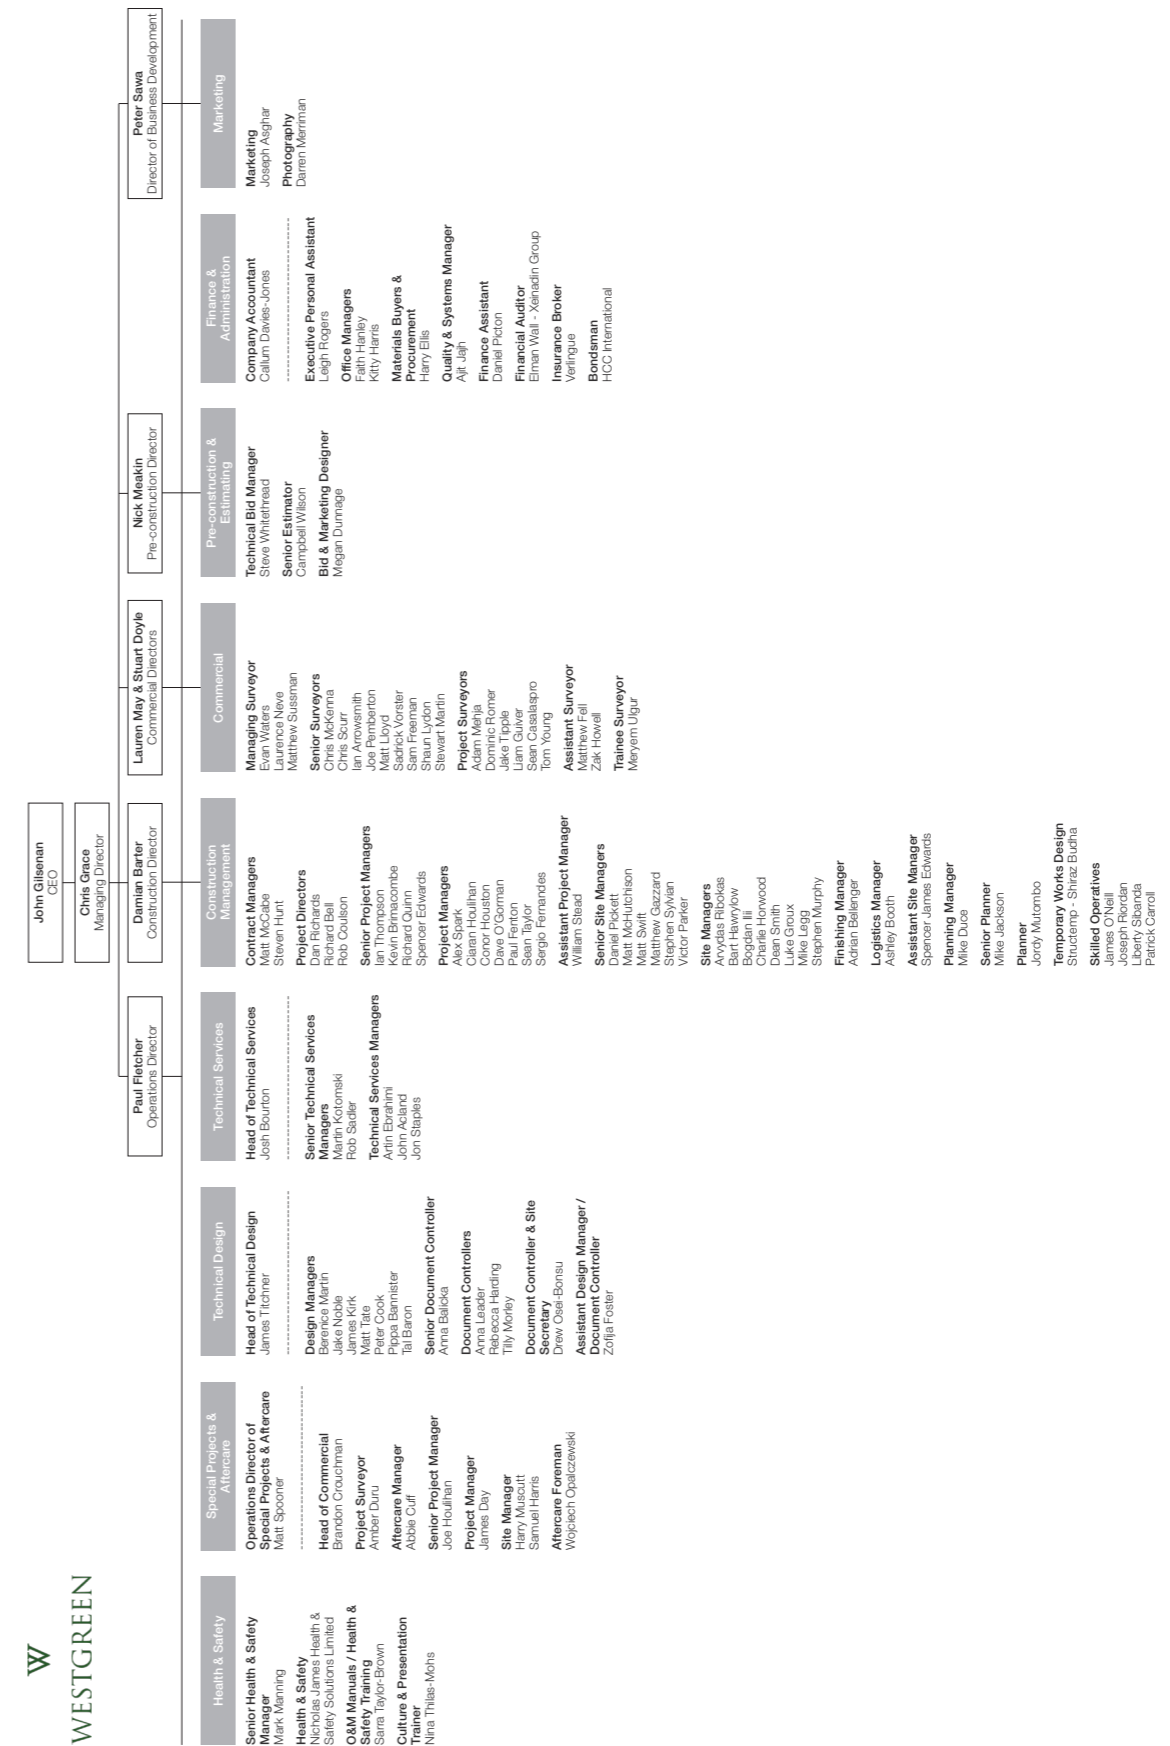 W
WESTGREEN
John Gilsenan
CEO
Chris Grace
Managing Director
Paul Fletcher
Operations Director
Damian Barter
Construction Director
Lauren May & Stuart Doyle
Commercial Directors
Nick Meakin
Pre-construction Director
Peter Sawa
Director of Business Development
Health & Safety
Senior Health & Safety
Manager
Mark Manning
Health & Safety
Nicholas James Health &
Safety Solutions Limited
O&M Manuals / Health &
Safety Training
Sarra Taylor-Brown
Culture & Presentation
Trainer
Nina Thilas-Mohs
Special Projects &
Aftercare
Operations Director of
Special Projects & Aftercare
Matt Spooner
Head of Commercial
Brandon Crouchman
Project Surveyor
Amber Duru
Aftercare Manager
Abbie Cuff
Senior Project Manager
Joe Houlihan
Project Manager
James Day
Site Manager
Harry Muscutt
Samuel Harris
Aftercare Foreman
Wojciech Opalczewski
Technical Design
Head of Technical Design
James Titchner
Design Managers
Berenice Martin
Jake Noble
James Kirk
Matt Tate
Peter Cook
Pippa Bannister
Tal Baron
Senior Document Controller
Anna Balicka
Document Controllers
Anna Leader
Rebecca Harding
Tilly Morley
Document Controller & Site
Secretary
Drew Osei-Bonsu
Assistant Design Manager /
Document Controller
Zofija Foster
Technical Services
Head of Technical Services
Josh Bourton
Senior Technical Services
Managers
Martin Kotomski
Rob Sadler
Technical Services Managers
Artin Ebrahimi
John Acland
Jon Staples
Construction
Management
Contract Managers
Matt McCabe
Steven Hunt
Project Directors
Dan Richards
Richard Bell
Rob Coulson
Senior Project Managers
Ian Thompson
Kevin Brimacombe
Richard Quinn
Spencer Edwards
Project Managers
Alex Spark
Ciaran Houlihan
Conor Houston
Dave O'Gorman
Paul Fenton
Sean Taylor
Sergio Fernandes
Assistant Project Manager
William Stead
Senior Site Managers
Daniel Pickett
Matt McHutchison
Matt Swift
Matthew Gazzard
Stephen Sylvian
Victor Parker
Site Managers
Arvydas Ribokas
Bart Hawrylow
Bogdan Ilii
Charlie Horwood
Dean Smith
Luke Groux
Mike Legg
Stephen Murphy
Finishing Manager
Adrian Bellenger
Logistics Manager
Ashley Booth
Assistant Site Manager
Spencer James Edwards
Planning Manager
Mike Duce
Senior Planner
Mike Jackson
Planner
Jordy Mutombo
Temporary Works Design
Structemp - Shiraz Budha
Skilled Operatives
James O'Neil
Joseph Riordan
Liberty Sibanda
Patrick Carroll
Commercial
Managing Surveyor
Evan Waters
Laurence Neve
Matthew Sussman
Senior Surveyors
Chris McKenna
Chris Scurr
Ian Arrowsmith
Joe Pemberton
Matt Lloyd
Sadrick Vorster
Sam Freeman
Shaun Lydon
Stewart Martin
Project Surveyors
Adam Mehja
Dominic Romer
Jake Tipple
Liam Guiver
Sean Casalaspro
Tom Young
Assistant Surveyor
Matthew Fell
Zak Howell
Trainee Surveyor
Meryem Ulgur
Pre-construction &
Estimating
Technical Bid Manager
Steve Whitethread
Senior Estimator
Campbell Wilson
Bid & Marketing Designer
Megan Dunnage
Finance &
Administration
Company Accountant
Callum Davies-Jones
Executive Personal Assistant
Leigh Rogers
Office Managers
Faith Hanley
Kitty Harris
Materials Buyers &
Procurement
Harry Ellis
Quality & Systems Manager
Ajit Jajh
Finance Assistant
Daniel Picton
Financial Auditor
Elman Wall - Xeinadin Group
Insurance Broker
Verlingue
Bondsman
HCC International
Marketing
Marketing
Joseph Asghar
Photography
Darren Merriman